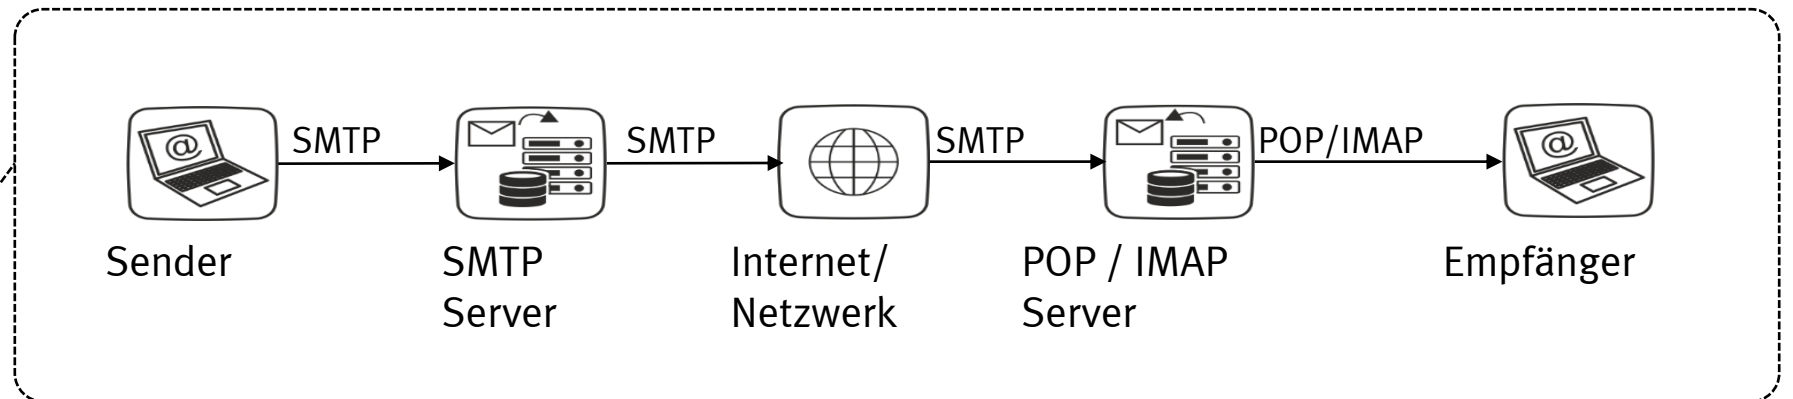 SMTP
SMTP
SMTP
POP/IMAP
@
@
Sender
SMTP
Server
Internet/
Netzwerk
POP / IMAP
Server
Empfänger